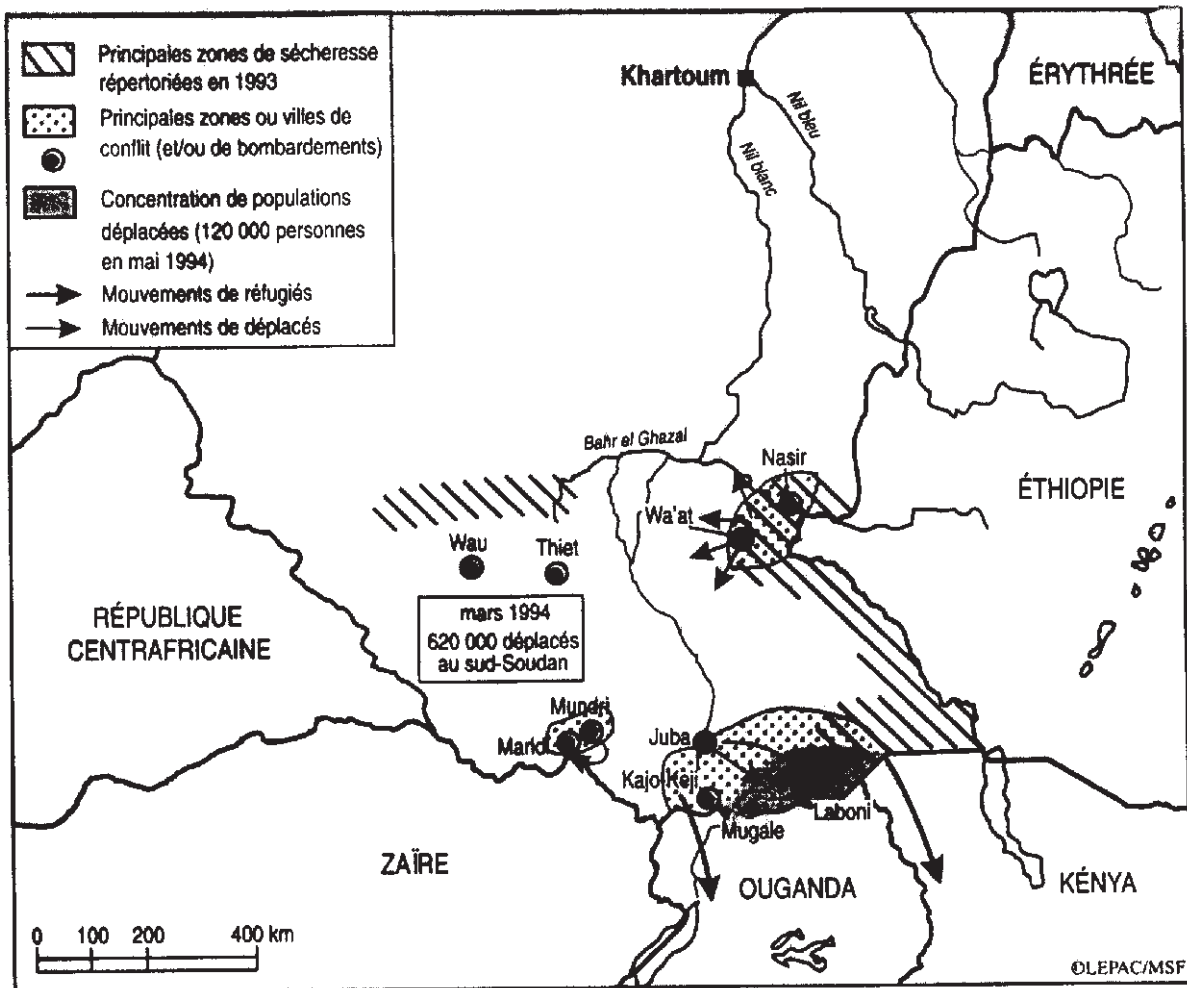 Principales zones de sécheresse
répertoriées en 1993
Principales zones ou villes de
conflit (et/ou de bombardements)
Concentration de populations
déplacées (120 000 personnes
en mai 1994)
Mouvements de réfugiés
Mouvements de déplacés
Khartoum
Nil bleu
Nil blanc
ÉRYTHRÉE
Bahr el Ghazal
Nasir
ÉTHIOPIE
Wa'at
Wau
Thiet
mars 1994
620 000 déplacés
au sud-Soudan
RÉPUBLIQUE
CENTRAFRICAINE
Mundri
Maridi
Juba
Kajo-Keji
Laboni
Mugale
ZAÏRE
OUGANDA
KÉNYA
0 100 200 400 km
©LEPAC/MSF